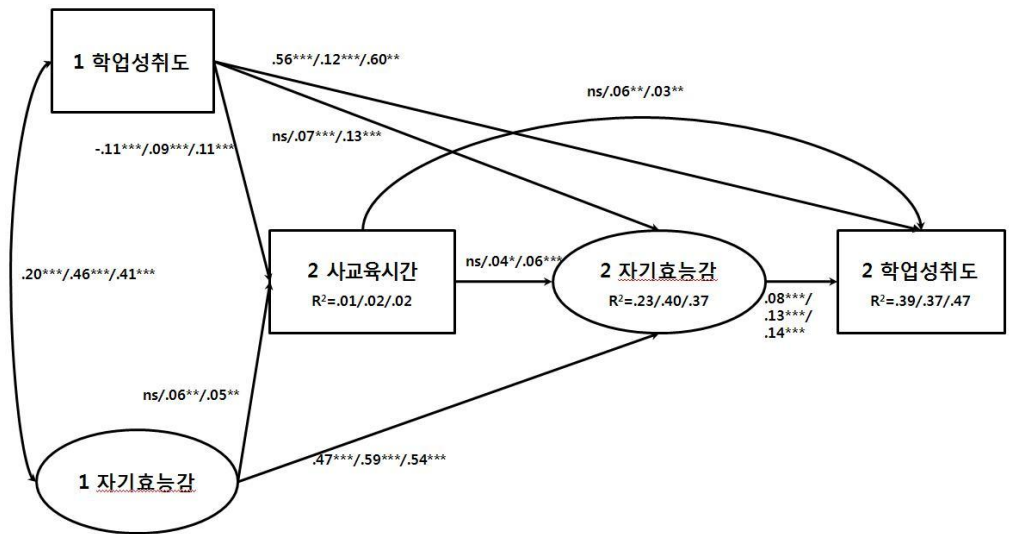 1 학업성취도
.56***/.12***/.60**
ns/.06**/.03**
ns/.07***/.13***
-.11***/.09***/.11***
.20***/.46***/.41***
2 사교육시간
R²=.01/.02/.02
ns/.04*/.06***
2 자기효능감
R²=.23/.40/.37
.08***/
.13***/
.14***
2 학업성취도
R²=.39/.37/.47
ns/.06**/.05**
.47***/.59***/.54***
1 자기효능감